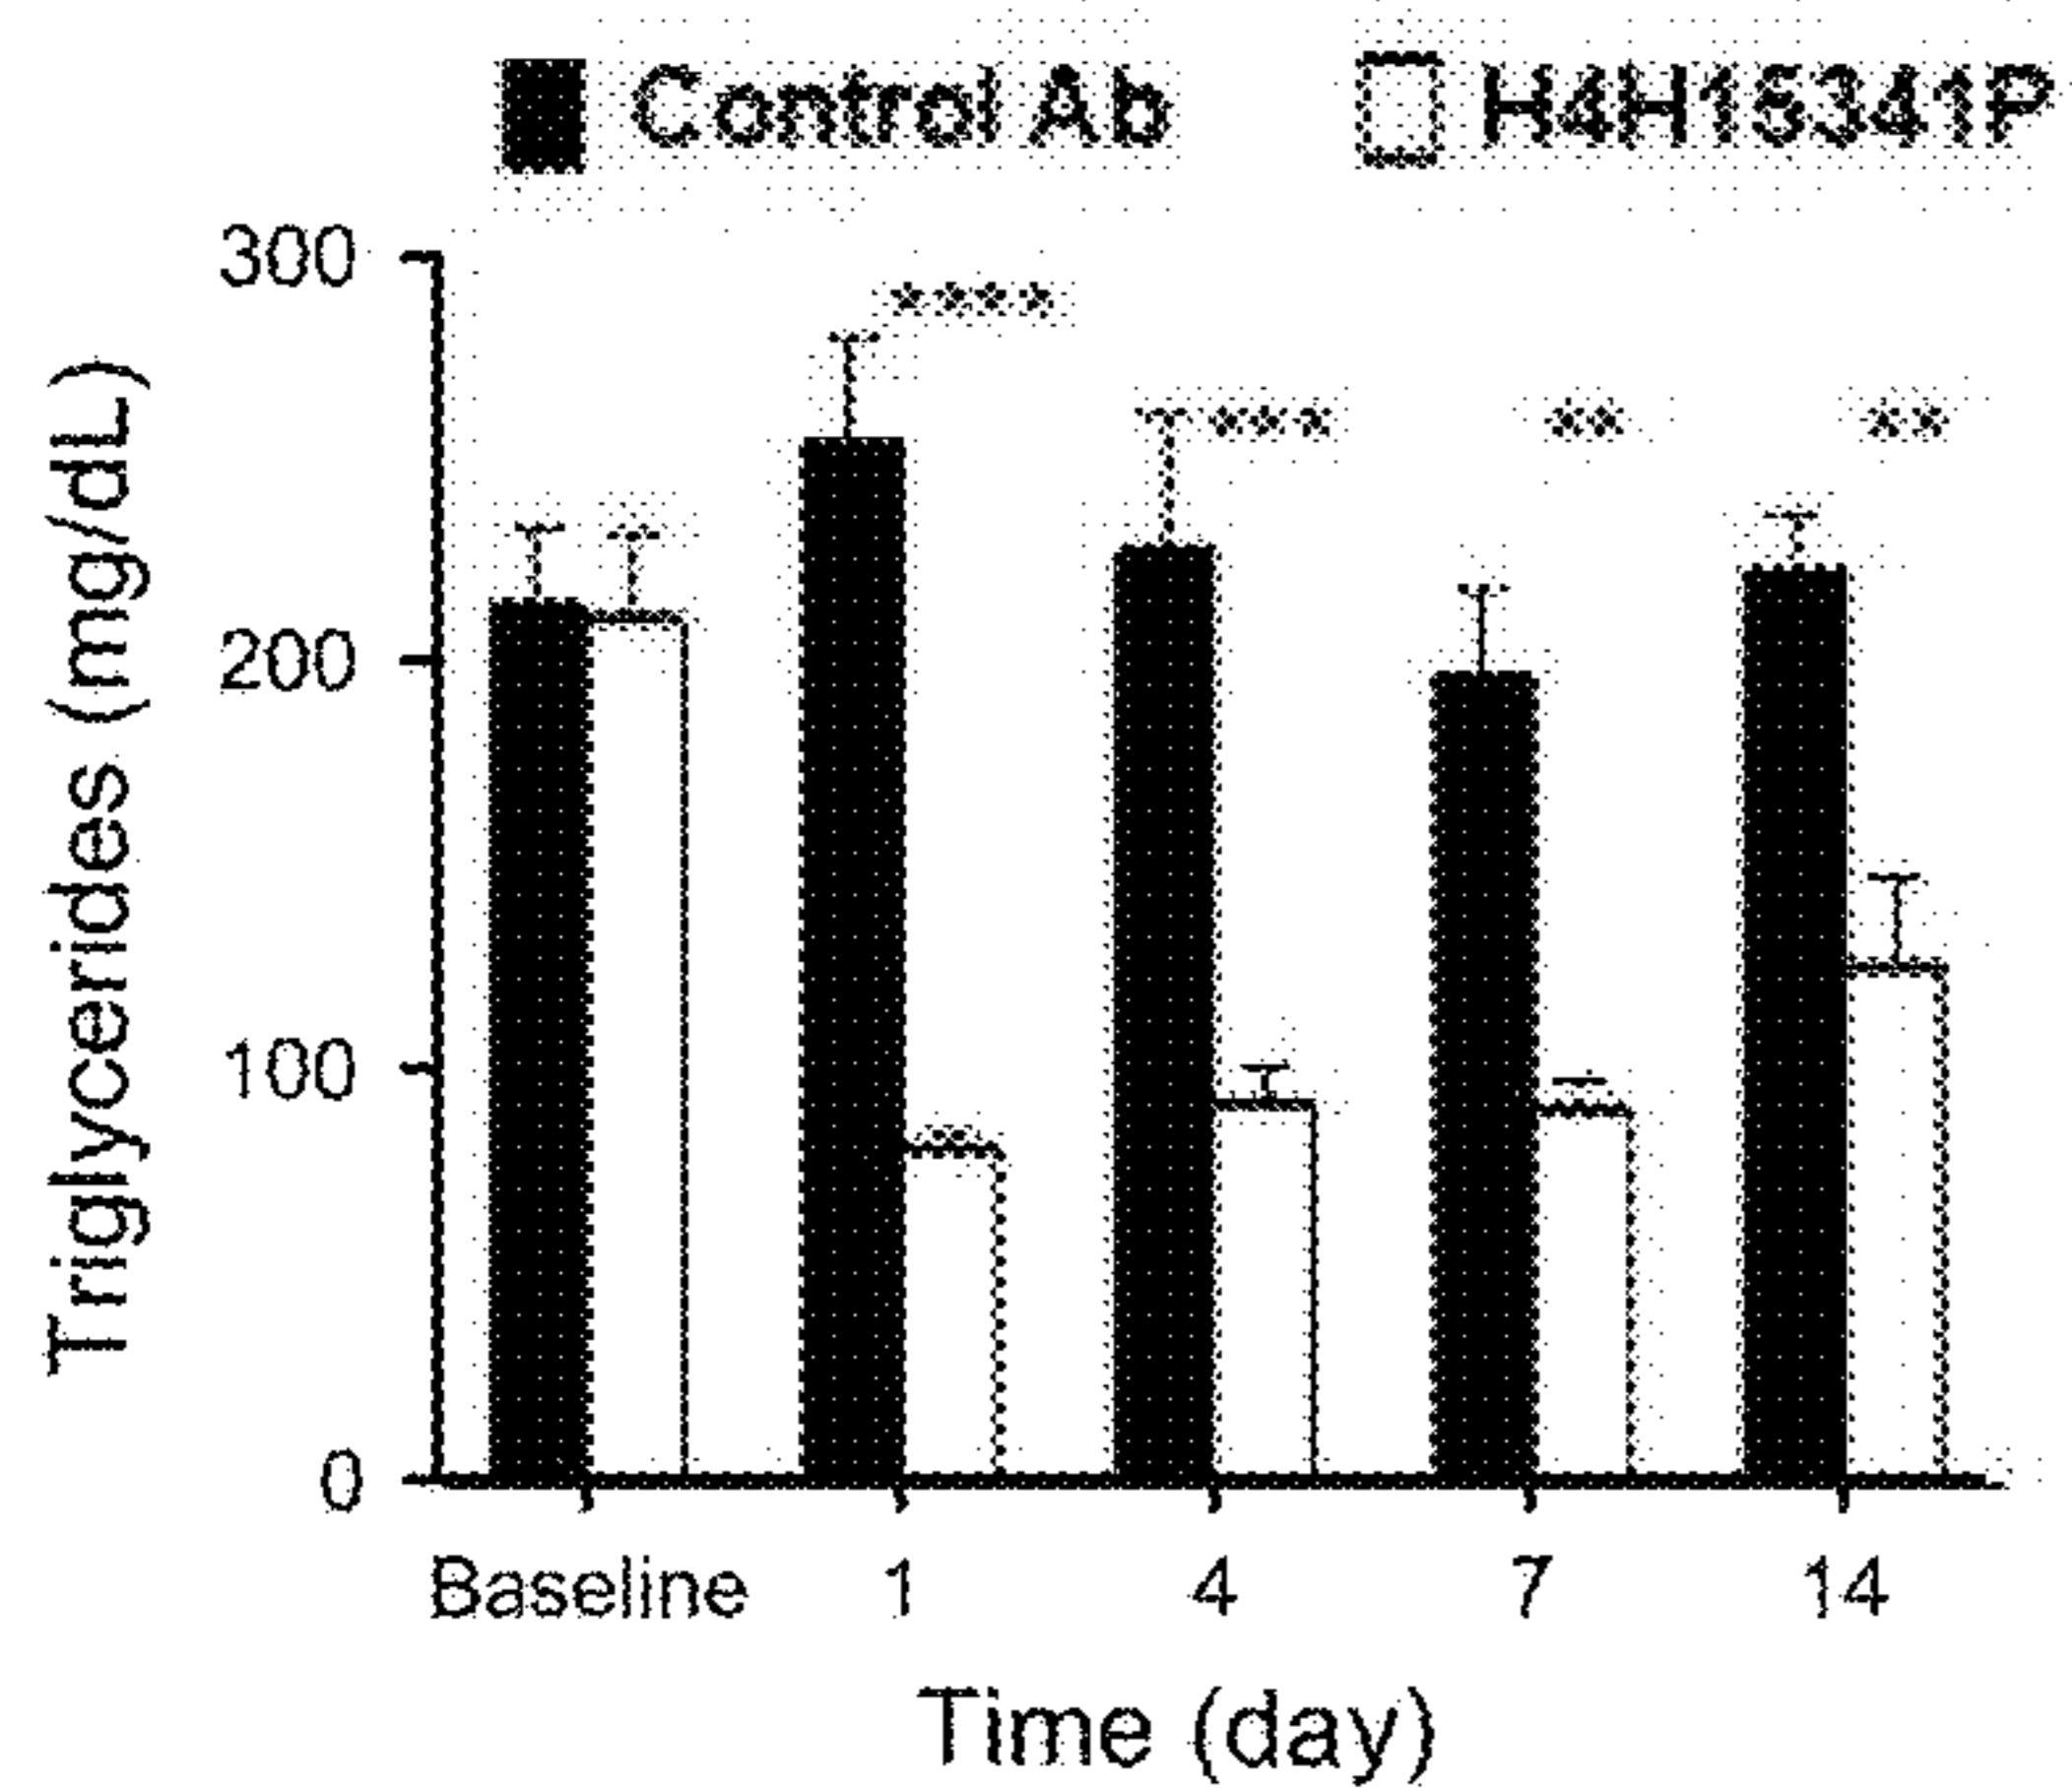 Control Ab H4H15341P
Triglycerides (mg/dL)
300
****
***
**
**
200
100
0
Baseline 1 4 7 14
Time (day)